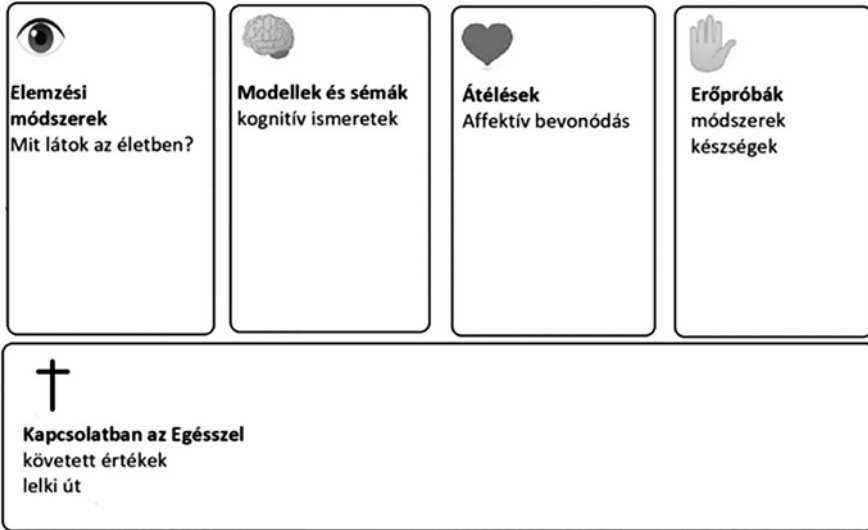 Elemzési
módszerek
Mit látok az életben?
Modellek és sémák
kognitív ismeretek
Átélések
Affektív bevonódás
Erőpróbák
módszerek
készségek
Kapcsolatban az Egésszel
követett értékek
lelki út